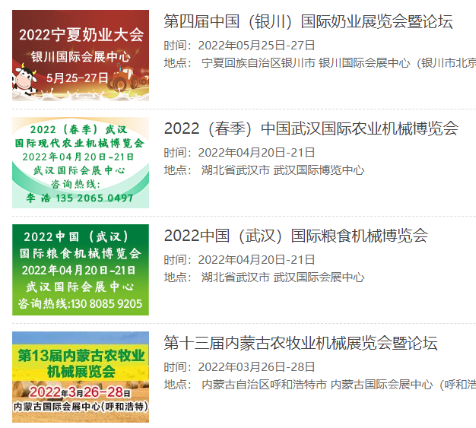 2022宁夏奶业大会
银川国际会展中心
5月25-27日
第四届中国（银川）国际奶业展览会暨论坛
时间：2022年05月25日-27日
地点： 宁夏回族自治区银川市 银川国际会展中心（银川市北京
2022（春季）武汉
国际现代农业机械博览会
2022年04月20日-21日
武汉国际会展中心
咨询热线：
李 浩 135 2065 0497
2022（春季）中国武汉国际农业机械博览会
时间：2022年04月20日-21日
地点： 湖北省武汉市 武汉国际博览中心
2022中国（武汉）
国际粮食机械博览会
2022年04月20日-21日
武汉国际会展中心
咨询热线:130 8085 9205
2022中国（武汉）国际粮食机械博览会
时间：2022年04月20日-21日
地点： 湖北省武汉市 武汉国际会展中心
第13届内蒙古农牧业
机械展览会
2022年3月26-28日
内蒙古国际会展中心(呼和浩特)
第十三届内蒙古农牧业机械展览会暨论坛
时间：2022年03月26日-28日
地点： 内蒙古自治区呼和浩特市 内蒙古国际会展中心（呼和浩